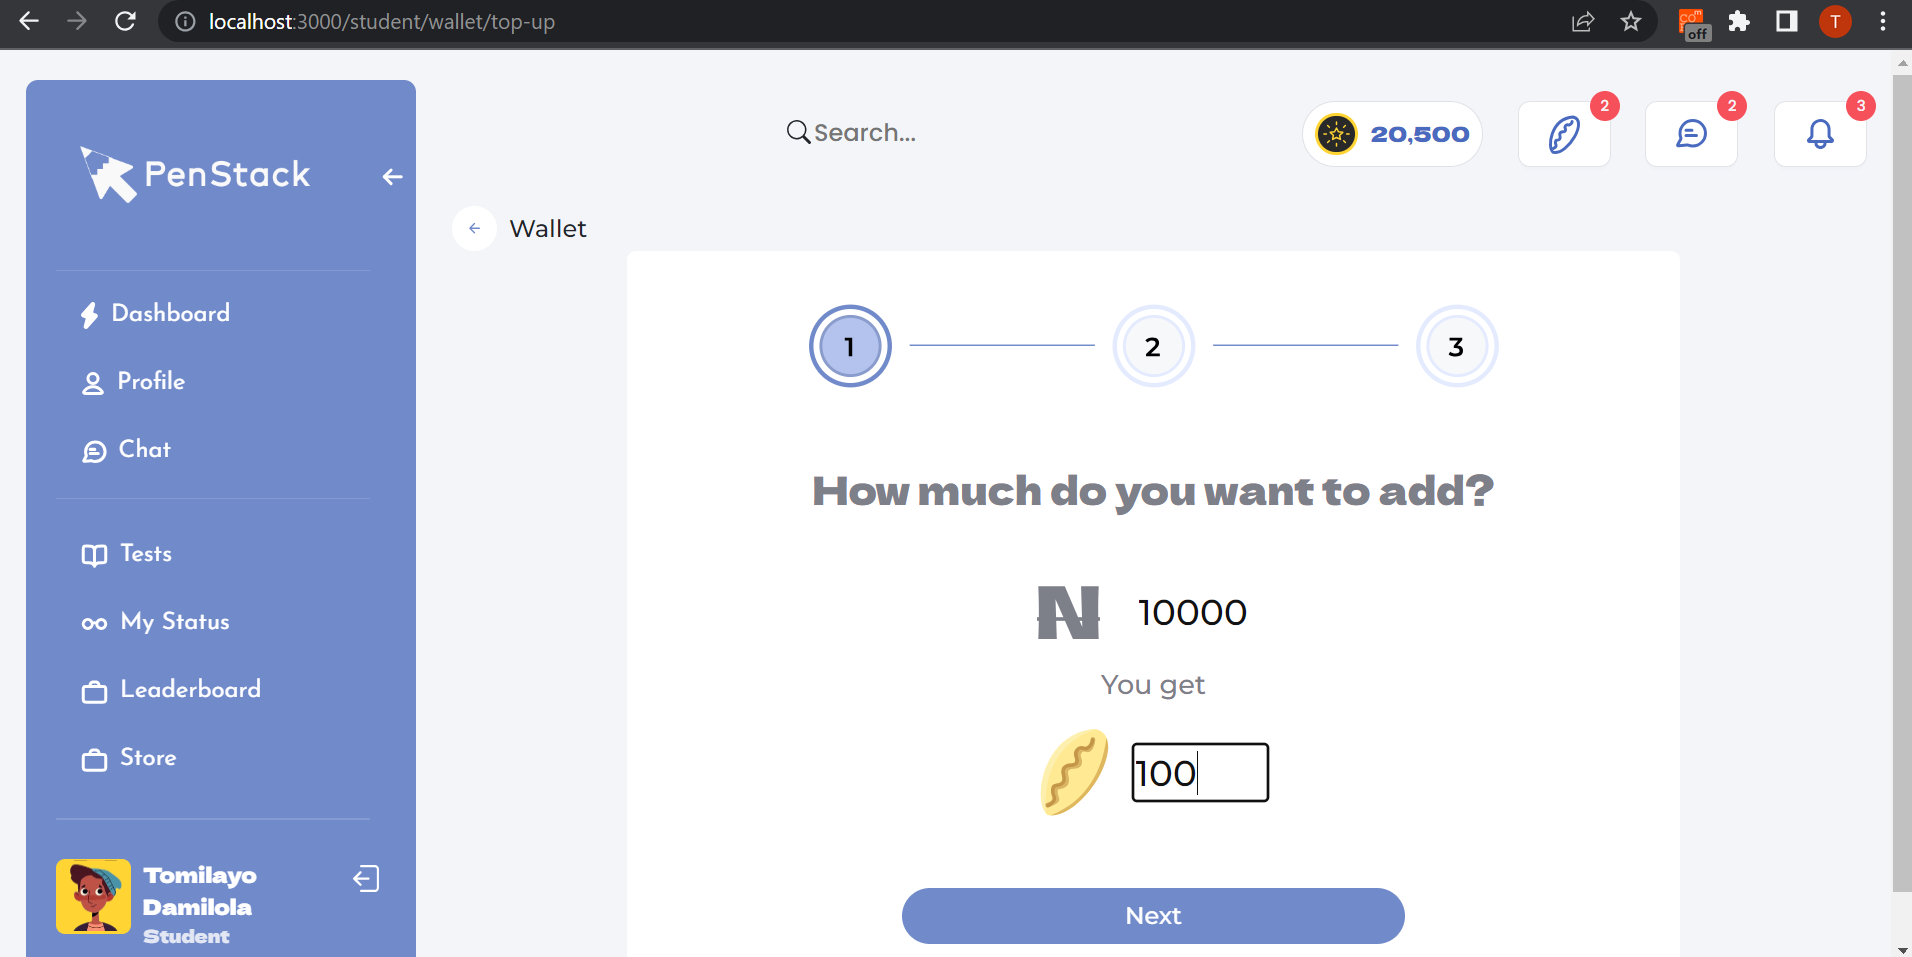 localhost:3000/student/wallet/top-up
off
T
PenStack
Search...
20,500
2
2
3
Wallet
Dashboard
Profile
Chat
Tests
My Status
Leaderboard
Store
Tomilayo
Damilola
Student
1
2
3
How much do you want to add?
₦ 10000
You get
100
Next